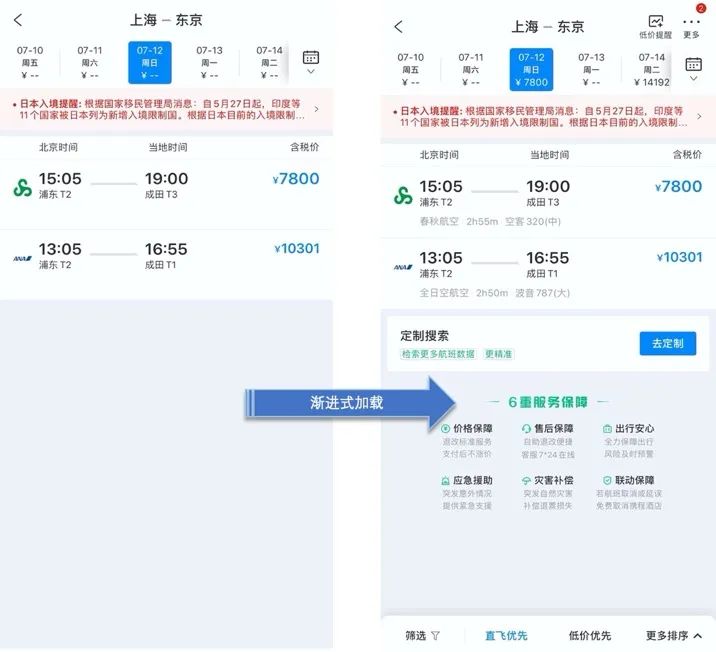 上海 — 东京
07-10 07-11 07-12 07-13 07-14
周五 周六 周日 周一 周二
¥ -- ¥ -- ¥ -- ¥ -- ¥ --
• 日本入境提醒: 根据国家移民管理局消息：自5月27日起，印度等
11个国家被日本列为新增入境限制国。根据日本目前的入境限制...
北京时间 当地时间 含税价
15:05 19:00 ¥7800
浦东 T2 成田 T3
13:05 16:55 ¥10301
ANA 浦东 T2 成田 T1
渐进式加载
2
上海 — 东京 低价提醒 更多
07-10 07-11 07-12 07-13 07-14
周五 周六 周日 周一 周二
¥ -- ¥ -- ¥ 7800 ¥ -- ¥ 14192
• 日本入境提醒: 根据国家移民管理局消息：自5月27日起，印度等
11个国家被日本列为新增入境限制国。根据日本目前的入境限制...
北京时间 当地时间 含税价
15:05 19:00 ¥7800
浦东 T2 成田 T3
春秋航空 2h55m 空客 320(中)
13:05 16:55 ¥10301
ANA 浦东 T2 成田 T1
全日空航空 2h50m 波音 787(大)
定制搜索
检索更多航班数据 更精准
去定制
6重服务保障
价格保障 售后保障 出行安心
退改标准服务 自助退改便捷 全力保障出行
支付后不涨价 客服7*24在线 风险及时预警
应急援助 灾害补偿 联动保障
突发意外情况 突发自然灾害 若航班取消或延误
提供紧急支援 补偿退票损失 免费取消携程酒店
筛选 直飞优先 低价优先 更多排序